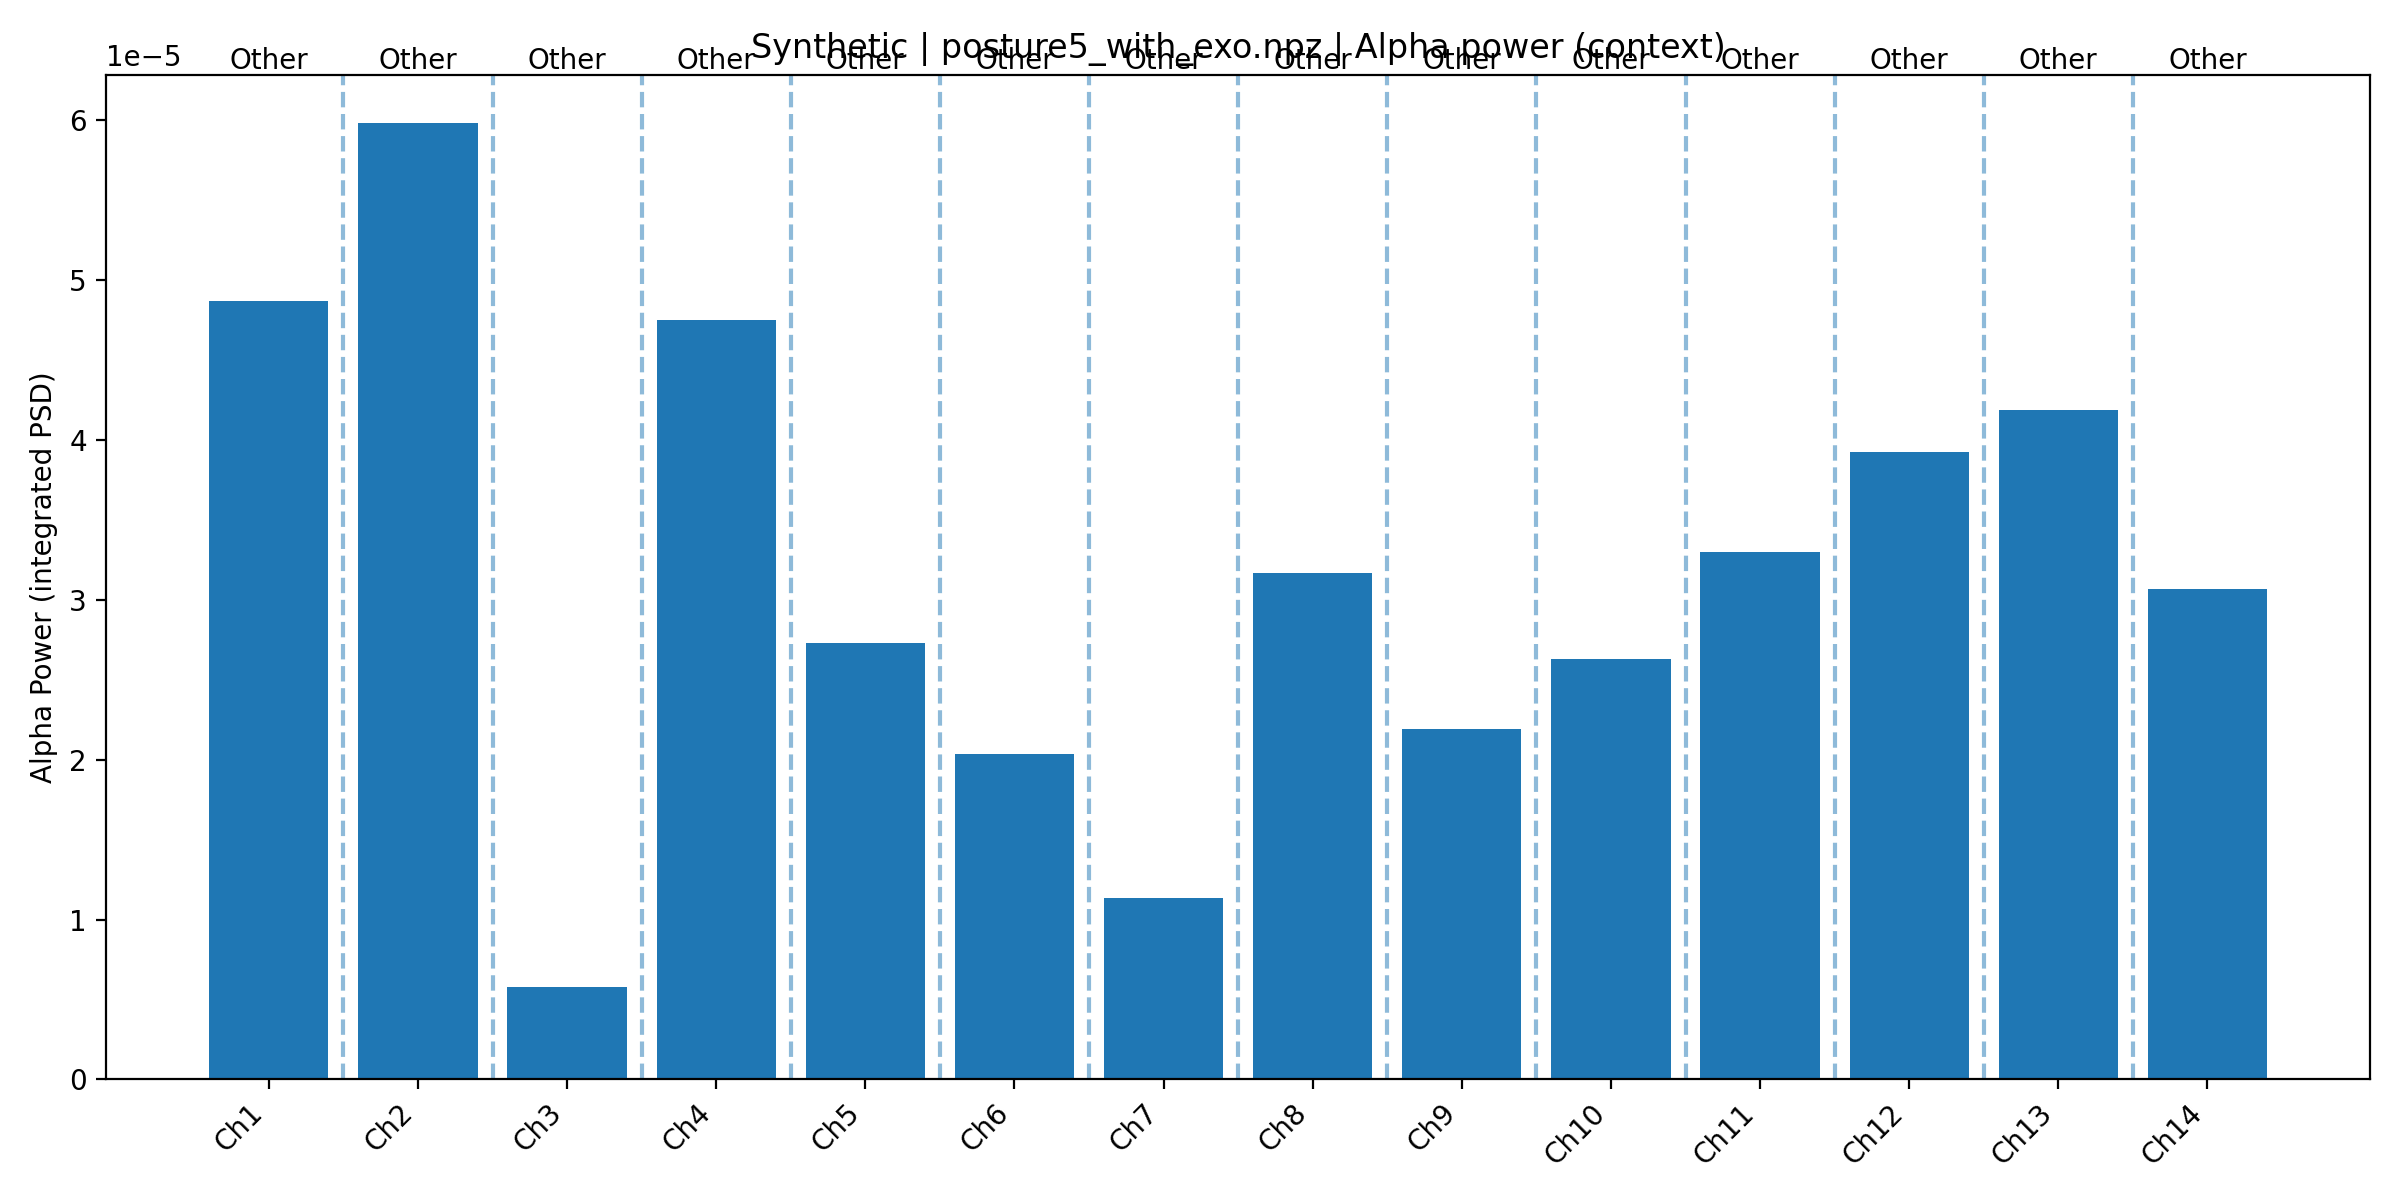 Synthetic | posture5_with_exo.npz | Alpha power (context)
1e−5 Other Other Other Other Other Other Other Other Other Other Other Other Other Other
6
5
4
3
2
1
0
Alpha Power (integrated PSD)
Ch1 Ch2 Ch3 Ch4 Ch5 Ch6 Ch7 Ch8 Ch9 Ch10 Ch11 Ch12 Ch13 Ch14